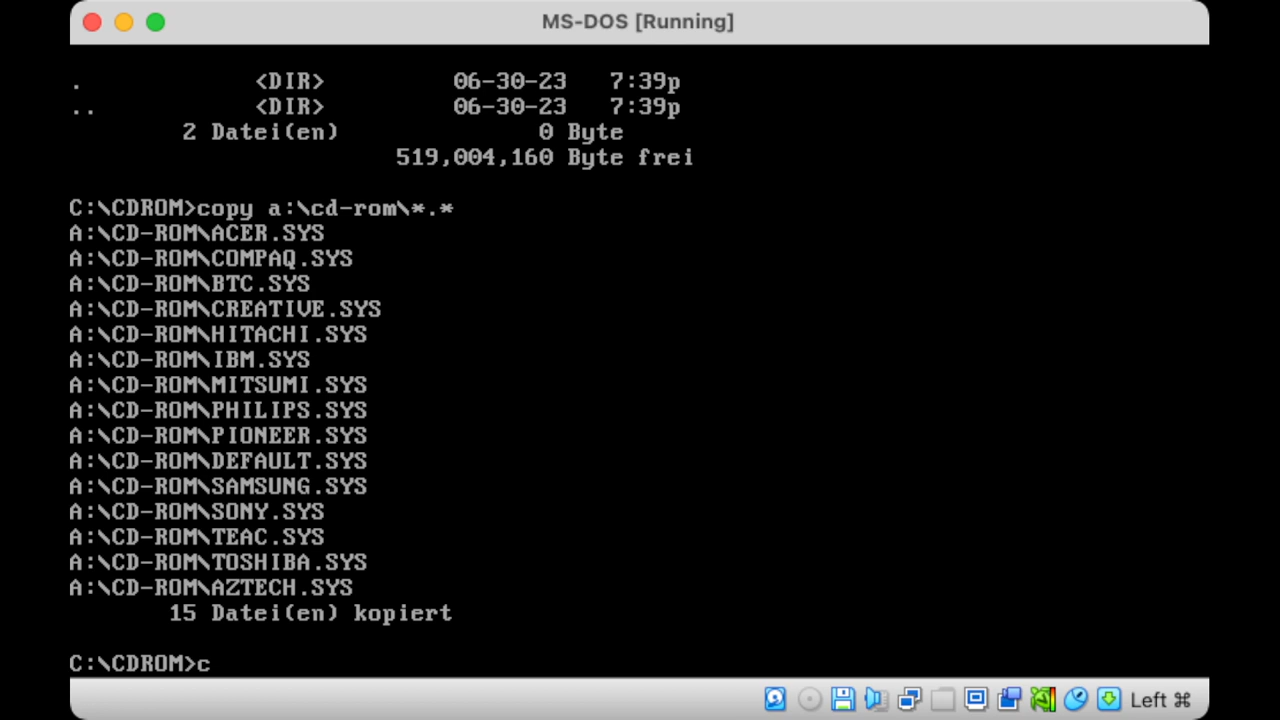 MS-DOS [Running]
. <DIR> 06-30-23 7:39p
.. <DIR> 06-30-23 7:39p
2 Datei(en) 0 Byte
519,004,160 Byte frei
C:\CDROM>copy a:\cd-rom\*.*
A:\CD-ROM\ACER.SYS
A:\CD-ROM\COMPAQ.SYS
A:\CD-ROM\BTC.SYS
A:\CD-ROM\CREATIVE.SYS
A:\CD-ROM\HITACHI.SYS
A:\CD-ROM\IBM.SYS
A:\CD-ROM\MITSUMI.SYS
A:\CD-ROM\PHILIPS.SYS
A:\CD-ROM\PIONEER.SYS
A:\CD-ROM\DEFAULT.SYS
A:\CD-ROM\SAMSUNG.SYS
A:\CD-ROM\SONY.SYS
A:\CD-ROM\TEAC.SYS
A:\CD-ROM\TOSHIBA.SYS
A:\CD-ROM\AZTECH.SYS
15 Datei(en) kopiert
C:\CDROM>c
Left ⌘